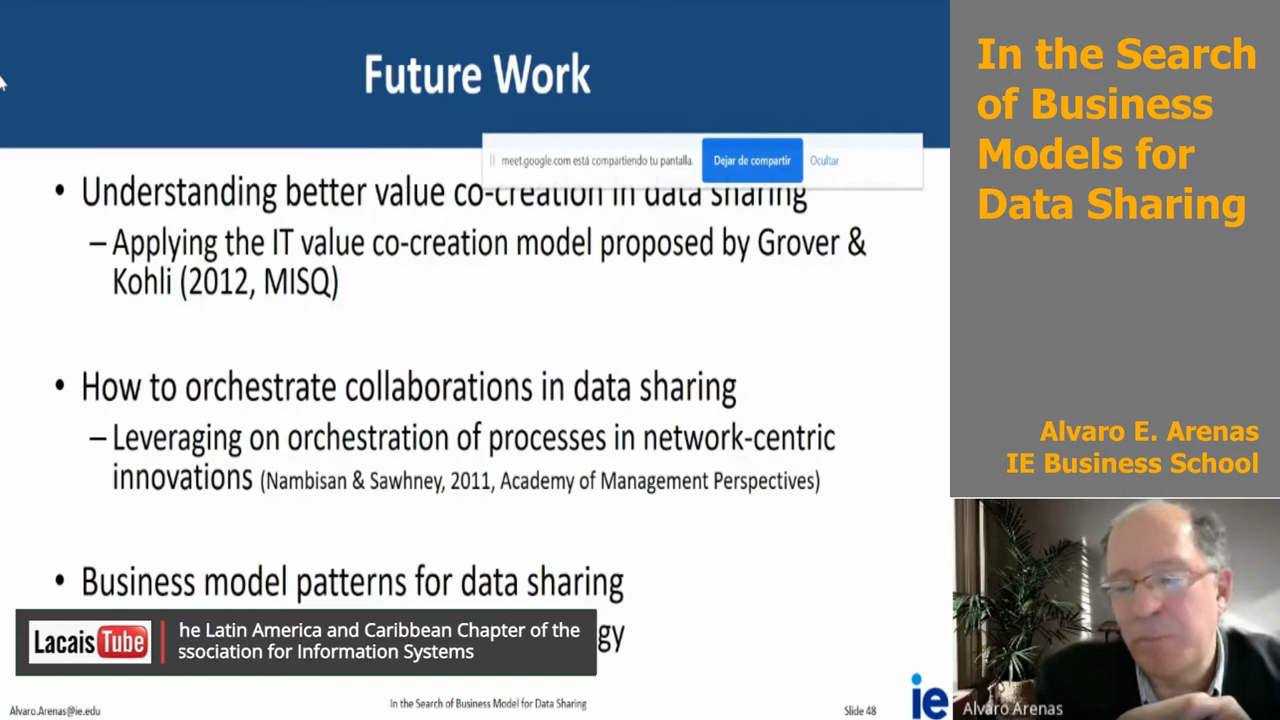 Future Work
meet.google.com está compartiendo tu pantalla.
Dejar de compartir
Ocultar
• Understanding better value co-creation in data sharing
– Applying the IT value co-creation model proposed by Grover &
Kohli (2012, MISQ)
• How to orchestrate collaborations in data sharing
– Leveraging on orchestration of processes in network-centric
innovations (Nambisan & Sawhney, 2011, Academy of Management Perspectives)
• Business model patterns for data sharing
gy
Lacais Tube
he Latin America and Caribbean Chapter of the
ssociation for Information Systems
Alvaro.Arenas@ie.edu
In the Search of Business Model for Data Sharing
Slide 48
ie
In the Search
of Business
Models for
Data Sharing
Alvaro E. Arenas
IE Business School
Alvaro Arenas